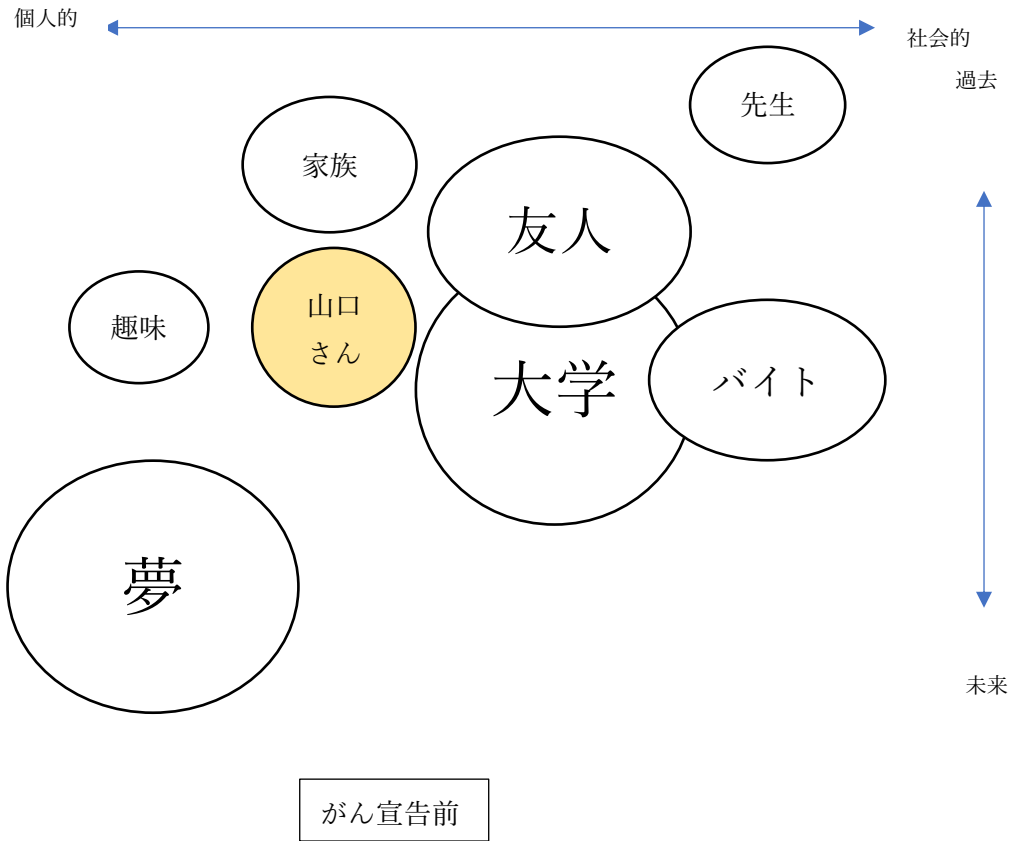 個人的
社会的
過去
先生
家族
友人
山口
さん
趣味
大学
バイト
夢
未来
がん宣告前